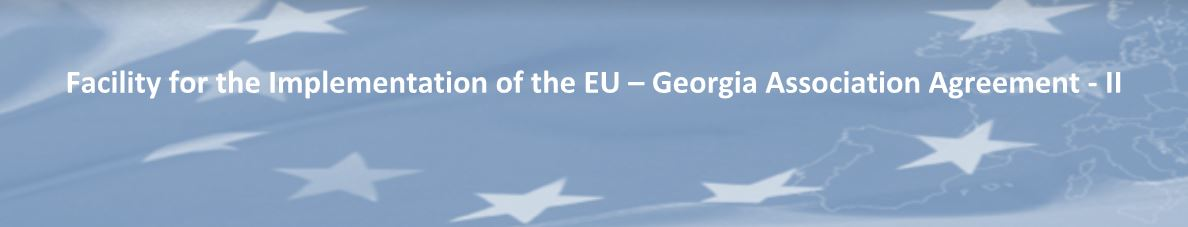 Facility for the Implementation of the EU – Georgia Association Agreement - II